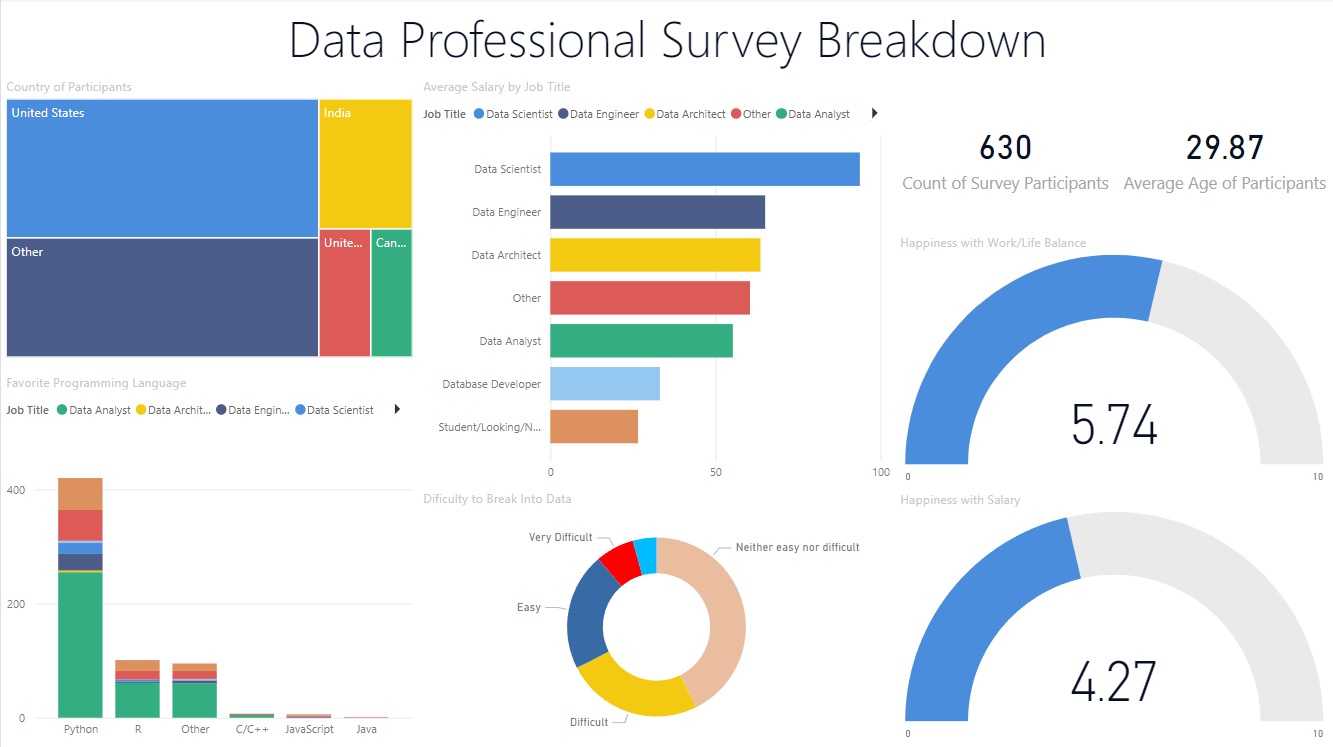 Data Professional Survey Breakdown
Country of Participants
United States
India
Other
Unite...
Can...
Average Salary by Job Title
Job Title Data Scientist Data Engineer Data Architect Other Data Analyst
Data Scientist
Data Engineer
Data Architect
Other
Data Analyst
Database Developer
Student/Looking/N...
0 50 100
630
Count of Survey Participants
29.87
Average Age of Participants
Happiness with Work/Life Balance
5.74
0 10
Favorite Programming Language
Job Title Data Analyst Data Archit... Data Engin... Data Scientist
400
200
0
Python R Other C/C++ JavaScript Java
Dificulty to Break Into Data
Very Difficult
Neither easy nor difficult
Easy
Difficult
Happiness with Salary
4.27
0 10